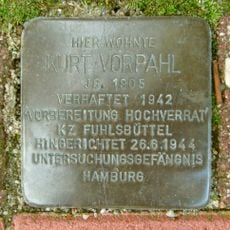 HIER WOHNTE
KURT VORPAHL
JG. 1905
VERHAFTET 1942
'VORBEREITUNG HOCHVERRAT'
KZ FUHLSBÜTTEL
HINGERICHTET 26.6.1944
UNTERSUCHUNGSGEFÄNGNIS
HAMBURG